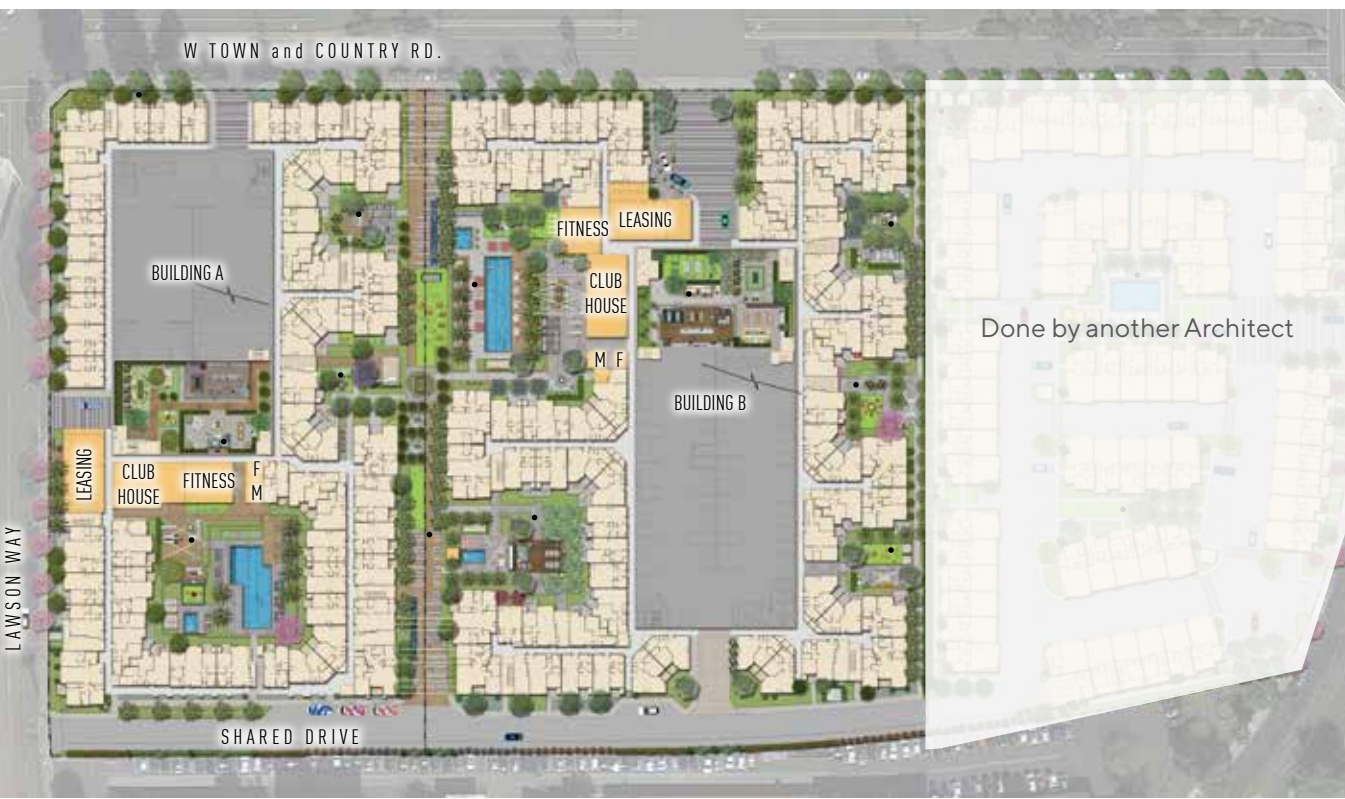 W TOWN and COUNTRY RD.
FITNESS
LEASING
BUILDING A
CLUB
HOUSE
Done by another Architect
M F
BUILDING B
LEASING
CLUB
HOUSE
FITNESS
F
M
LAWSON WAY
SHARED DRIVE